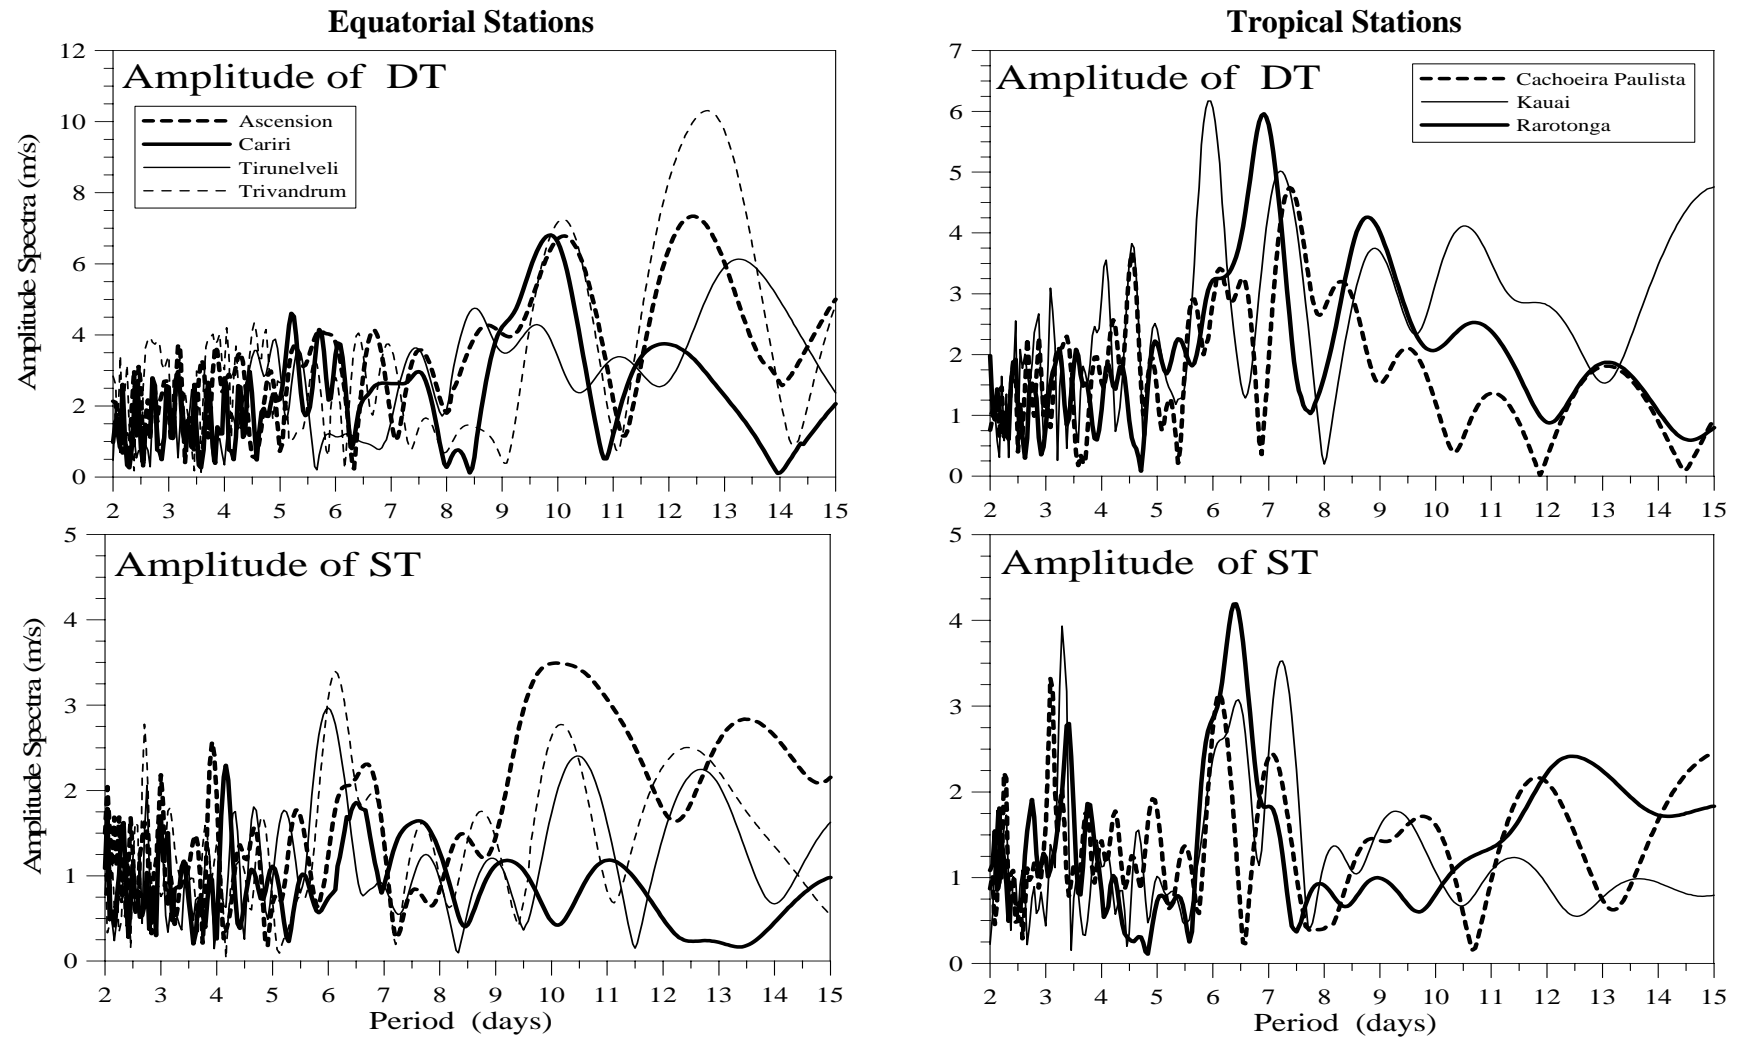 Equatorial Stations
Tropical Stations
12
10
8
6
4
2
0
Amplitude Spectra (m/s)
Amplitude of DT
Ascension
Cariri
Tirunelveli
Trivandrum
2 3 4 5 6 7 8 9 10 11 12 13 14 15
7
6
5
4
3
2
1
0
Amplitude of DT
Cachoeira Paulista
Kauai
Rarotonga
2 3 4 5 6 7 8 9 10 11 12 13 14 15
5
4
3
2
1
0
Amplitude Spectra (m/s)
Amplitude of ST
2 3 4 5 6 7 8 9 10 11 12 13 14 15
Period (days)
5
4
3
2
1
0
Amplitude of ST
2 3 4 5 6 7 8 9 10 11 12 13 14 15
Period (days)